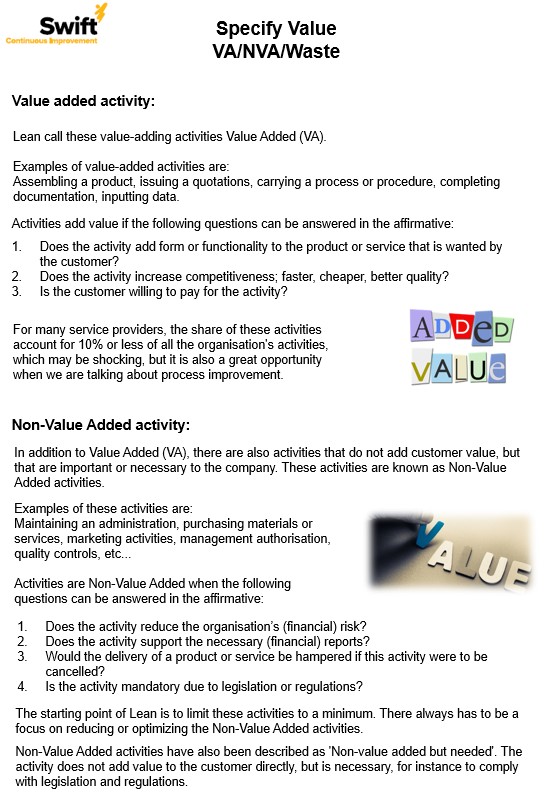 Swift
Continuous Improvement
Specify Value
VA/NVA/Waste
Value added activity:
Lean call these value-adding activities Value Added (VA).
Examples of value-added activities are:
Assembling a product, issuing a quotations, carrying a process or procedure, completing
documentation, inputting data.
Activities add value if the following questions can be answered in the affirmative:
1. Does the activity add form or functionality to the product or service that is wanted by
the customer?
2. Does the activity increase competitiveness; faster, cheaper, better quality?
3. Is the customer willing to pay for the activity?
For many service providers, the share of these activities
account for 10% or less of all the organisation's activities,
which may be shocking, but it is also a great opportunity
when we are talking about process improvement.
ADDeD
VALUe
Non-Value Added activity:
In addition to Value Added (VA), there are also activities that do not add customer value, but
that are important or necessary to the company. These activities are known as Non-Value
Added activities.
Examples of these activities are:
Maintaining an administration, purchasing materials or
services, marketing activities, management authorisation,
quality controls, etc...
VALUE
Activities are Non-Value Added when the following
questions can be answered in the affirmative:
1. Does the activity reduce the organisation's (financial) risk?
2. Does the activity support the necessary (financial) reports?
3. Would the delivery of a product or service be hampered if this activity were to be
cancelled?
4. Is the activity mandatory due to legislation or regulations?
The starting point of Lean is to limit these activities to a minimum. There always has to be a
focus on reducing or optimizing the Non-Value Added activities.
Non-Value Added activities have also been described as 'Non-value added but needed'. The
activity does not add value to the customer directly, but is necessary, for instance to comply
with legislation and regulations.